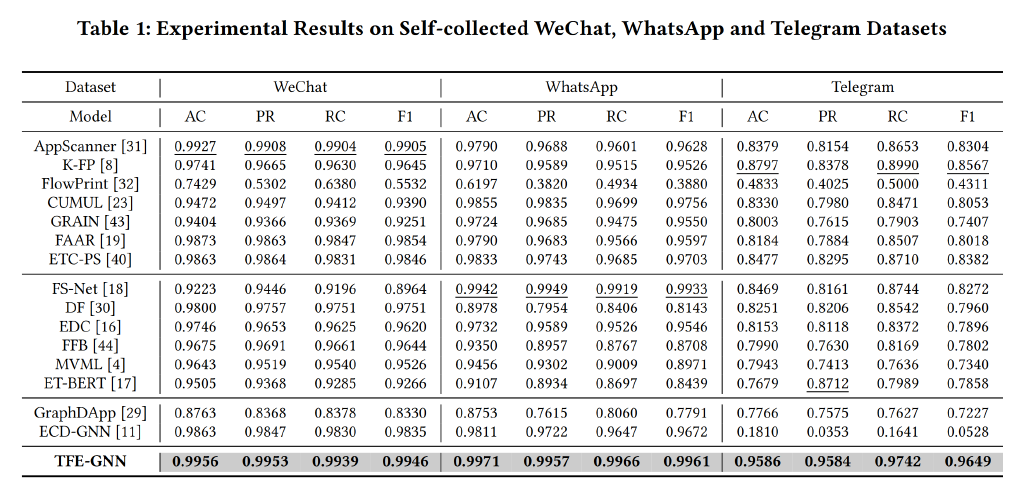 Table 1: Experimental Results on Self-collected WeChat, WhatsApp and Telegram Datasets
Dataset WeChat WhatsApp Telegram
Model AC PR RC F1 AC PR RC F1 AC PR RC F1
AppScanner [31] 0.9927 0.9908 0.9904 0.9905 0.9790 0.9688 0.9601 0.9628 0.8379 0.8154 0.8653 0.8304
K-FP [8] 0.9741 0.9665 0.9630 0.9645 0.9710 0.9589 0.9515 0.9526 0.8797 0.8378 0.8990 0.8567
FlowPrint [32] 0.7429 0.5302 0.6380 0.5532 0.6197 0.3820 0.4934 0.3880 0.4833 0.4025 0.5000 0.4311
CUMUL [23] 0.9472 0.9497 0.9412 0.9390 0.9855 0.9835 0.9699 0.9756 0.8330 0.7980 0.8471 0.8053
GRAIN [43] 0.9404 0.9366 0.9369 0.9251 0.9724 0.9685 0.9475 0.9550 0.8003 0.7615 0.7903 0.7407
FAAR [19] 0.9873 0.9863 0.9847 0.9854 0.9790 0.9683 0.9566 0.9597 0.8184 0.7884 0.8507 0.8018
ETC-PS [40] 0.9863 0.9864 0.9831 0.9846 0.9833 0.9743 0.9685 0.9703 0.8477 0.8295 0.8710 0.8382
FS-Net [18] 0.9223 0.9446 0.9196 0.8964 0.9942 0.9949 0.9919 0.9933 0.8469 0.8161 0.8744 0.8272
DF [30] 0.9800 0.9757 0.9751 0.9751 0.8978 0.7954 0.8406 0.8143 0.8251 0.8206 0.8542 0.7960
EDC [16] 0.9746 0.9653 0.9625 0.9620 0.9732 0.9589 0.9526 0.9546 0.8153 0.8118 0.8372 0.7896
FFB [44] 0.9675 0.9691 0.9661 0.9644 0.9350 0.8957 0.8767 0.8708 0.7990 0.7630 0.8169 0.7802
MVML [4] 0.9643 0.9519 0.9540 0.9526 0.9456 0.9302 0.9009 0.8971 0.7943 0.7413 0.7636 0.7340
ET-BERT [17] 0.9505 0.9368 0.9285 0.9266 0.9107 0.8934 0.8697 0.8439 0.7679 0.8712 0.7989 0.7858
GraphDApp [29] 0.8763 0.8368 0.8378 0.8330 0.8753 0.7615 0.8060 0.7791 0.7766 0.7575 0.7627 0.7227
ECD-GNN [11] 0.9863 0.9847 0.9830 0.9835 0.9811 0.9722 0.9647 0.9672 0.1810 0.0353 0.1641 0.0528
TFE-GNN 0.9956 0.9953 0.9939 0.9946 0.9971 0.9957 0.9966 0.9961 0.9586 0.9584 0.9742 0.9649